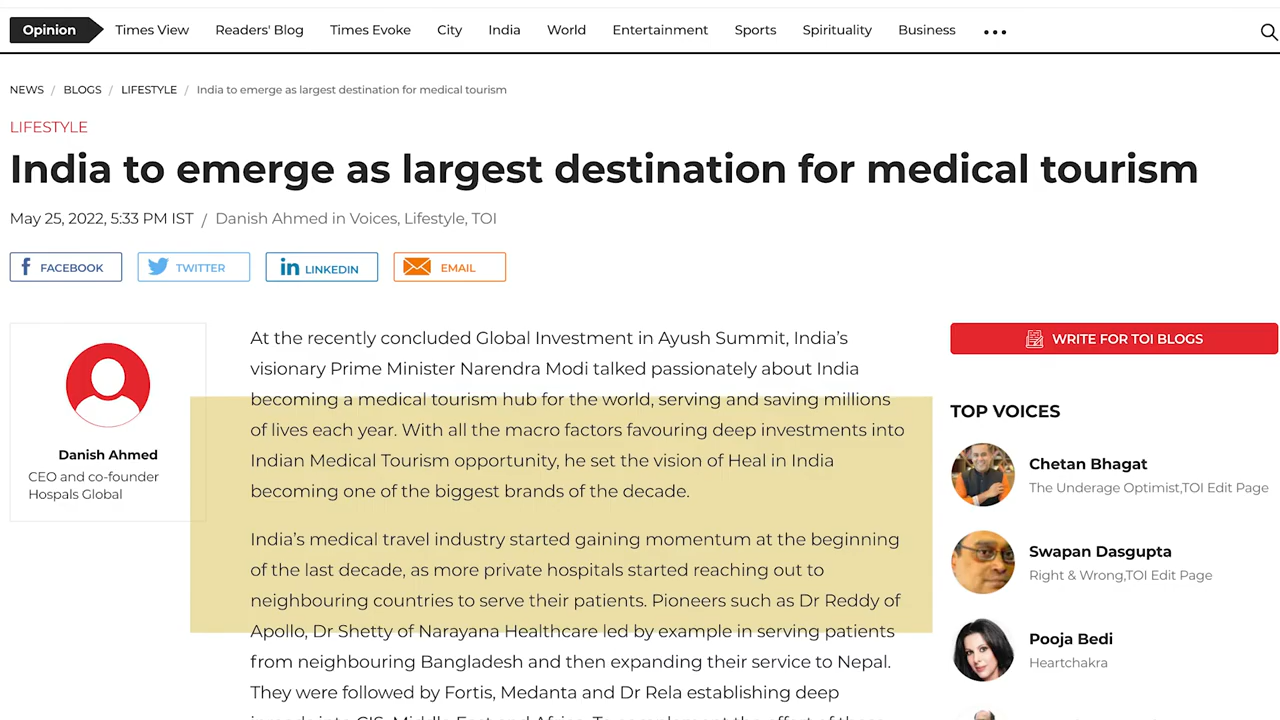 Opinion Times View Readers' Blog Times Evoke City India World Entertainment Sports Spirituality Business
NEWS / BLOGS / LIFESTYLE / India to emerge as largest destination for medical tourism
LIFESTYLE
India to emerge as largest destination for medical tourism
May 25, 2022, 5:33 PM IST / Danish Ahmed in Voices, Lifestyle, TOI
FACEBOOK TWITTER LINKEDIN EMAIL
Danish Ahmed
CEO and co-founder
Hospals Global
At the recently concluded Global Investment in Ayush Summit, India’s
visionary Prime Minister Narendra Modi talked passionately about India
becoming a medical tourism hub for the world, serving and saving millions
of lives each year. With all the macro factors favouring deep investments into
Indian Medical Tourism opportunity, he set the vision of Heal in India
becoming one of the biggest brands of the decade.
India’s medical travel industry started gaining momentum at the beginning
of the last decade, as more private hospitals started reaching out to
neighbouring countries to serve their patients. Pioneers such as Dr Reddy of
Apollo, Dr Shetty of Narayana Healthcare led by example in serving patients
from neighbouring Bangladesh and then expanding their service to Nepal.
They were followed by Fortis, Medanta and Dr Rela establishing deep
WRITE FOR TOI BLOGS
TOP VOICES
Chetan Bhagat
The Underage Optimist,TOI Edit Page
Swapan Dasgupta
Right & Wrong,TOI Edit Page
Pooja Bedi
Heartchakra